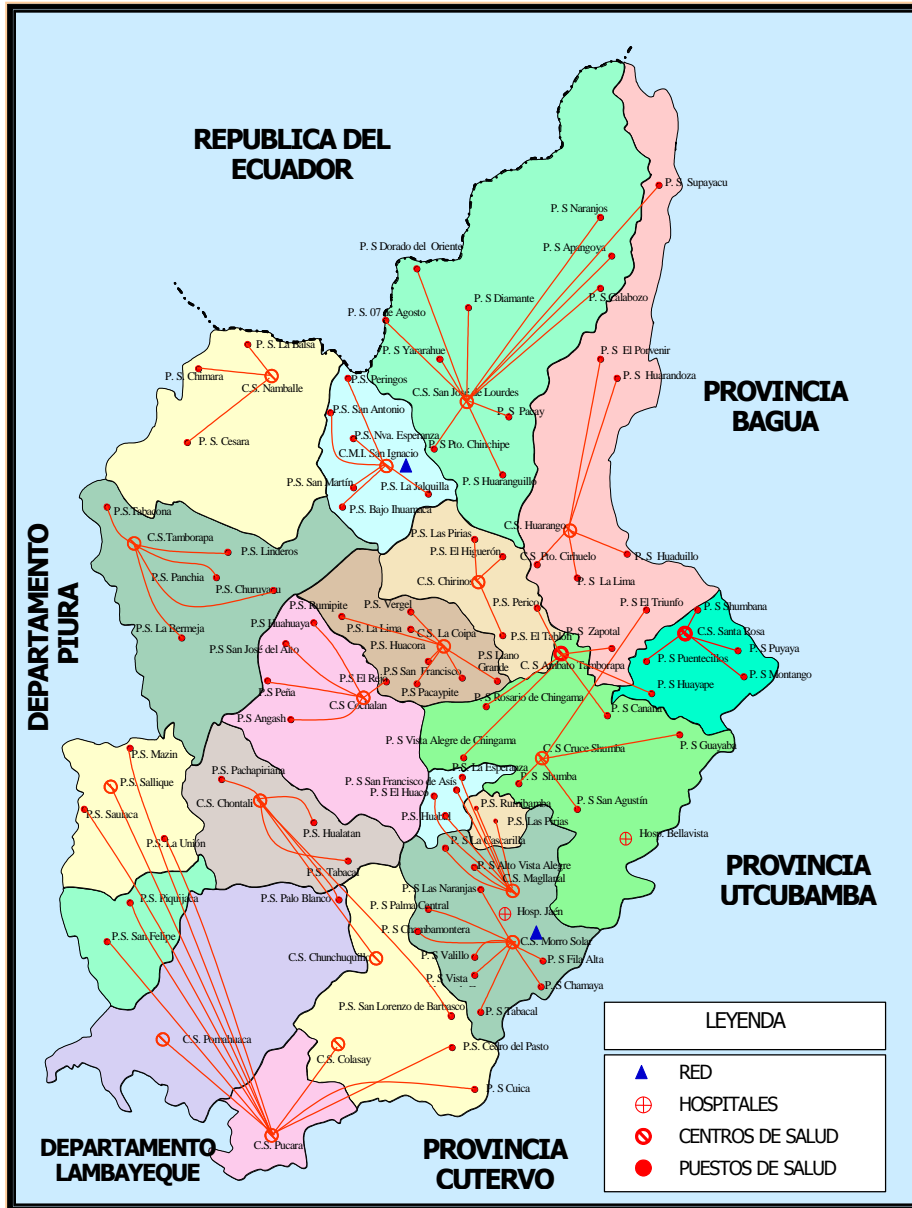 REPUBLICA DEL
ECUADOR
P. S Supayacu
P. S Naranjos
P. S Dorado del Oriente
P. S Apangoya
P. S Diamante
P. S Calabozo
P. S. 07 de Agosto
P. S. La Balsa
P. S Yararahue
P. S El Porvenir
P. S. Chimara
P.S. Peringos
P. S Huarandoza
C.S. Namballe
C.S. San José de Lourdes
PROVINCIA
BAGUA
P.S. San Antonio
P. S Pacay
P. S. Cesara
P.S. Nva. Esperanza
P. S Pto. Chinchipe
C.M.I. San Ignacio
P. S Huaranguillo
P.S. San Martín
P.S. La Jalquilla
P.S. Tabacona
P.S. Bajo Ihuamaca
C.S. Huarango
C.S.Tamborapa
P.S. Las Pirias
P.S. Linderos
P.S. El Higuerón
C.S Pto. Cirhuelo
P. S Huaduillo
P.S. Panchia
P.S. Churuyacu
C.S. Chirinos
P. S La Lima
DEPARTAMENTO
PIURA
P.S. Rumipite
P.S. Vergel
P.S. Perico
P. S El Triunfo
P. S Shumbana
P.S. La Bermeja
P.S Huahuaya
P.S. La Lima
C.S. La Coipa
P.S. El Tablón
P. S Zapotal
C.S. Santa Rosa
P.S San José del Alto
P.S. Huacora
P.S Llano
Grande
P. S Puyaya
P.S Peña
P.S El Rejo
P.S San Francisco
C.S Ambato Tamborapa
P. S Puentecillos
P. S Montango
C.S Cochalan
P.S Pacaypite
P. S Huayape
P. S Rosario de Chingama
P.S Angash
P. S Canana
P. S Vista Alegre de Chingama
P. S Guayaba
P.S. Mazin
C. S Cruce Shumba
P.S. La Esperanza
P.S. Pachapiriana
P. S San Francisco de Asís
P. S Shumba
P.S. Sallique
P. S El Huaco
C.S. Chontali
P.S. Rumibamba
P. S San Agustín
P.S. Saulaca
P.S. Huabal
P.S. Las Pirias
P.S. Hualatan
P.S. La Unión
P. S La Cascarilla
Hosp. Bellavista
P.S. Tabacal
P. S Alto Vista Alegre
C.S. Magllanal
PROVINCIA
UTCUBAMBA
P.S. Piquijaca
P.S. Palo Blanco
P. S Las Naranjas
P. S Palma Central
Hosp. Jaén
P.S. San Felipe
P. S Chambamontera
C.S. Morro Solar
C.S. Chunchuquillo
P. S Valillo
P. S Fila Alta
P. S Vista
P. S Chamaya
P.S. San Lorenzo de Barbasco
P. S Tabacal
C.S. Pomahuaca
C.S. Colasay
P.S. Cedro del Pasto
P. S Cuica
C.S. Pucara
DEPARTAMENTO
LAMBAYEQUE
PROVINCIA
CUTERVO
LEYENDA
RED
HOSPITALES
CENTROS DE SALUD
PUESTOS DE SALUD